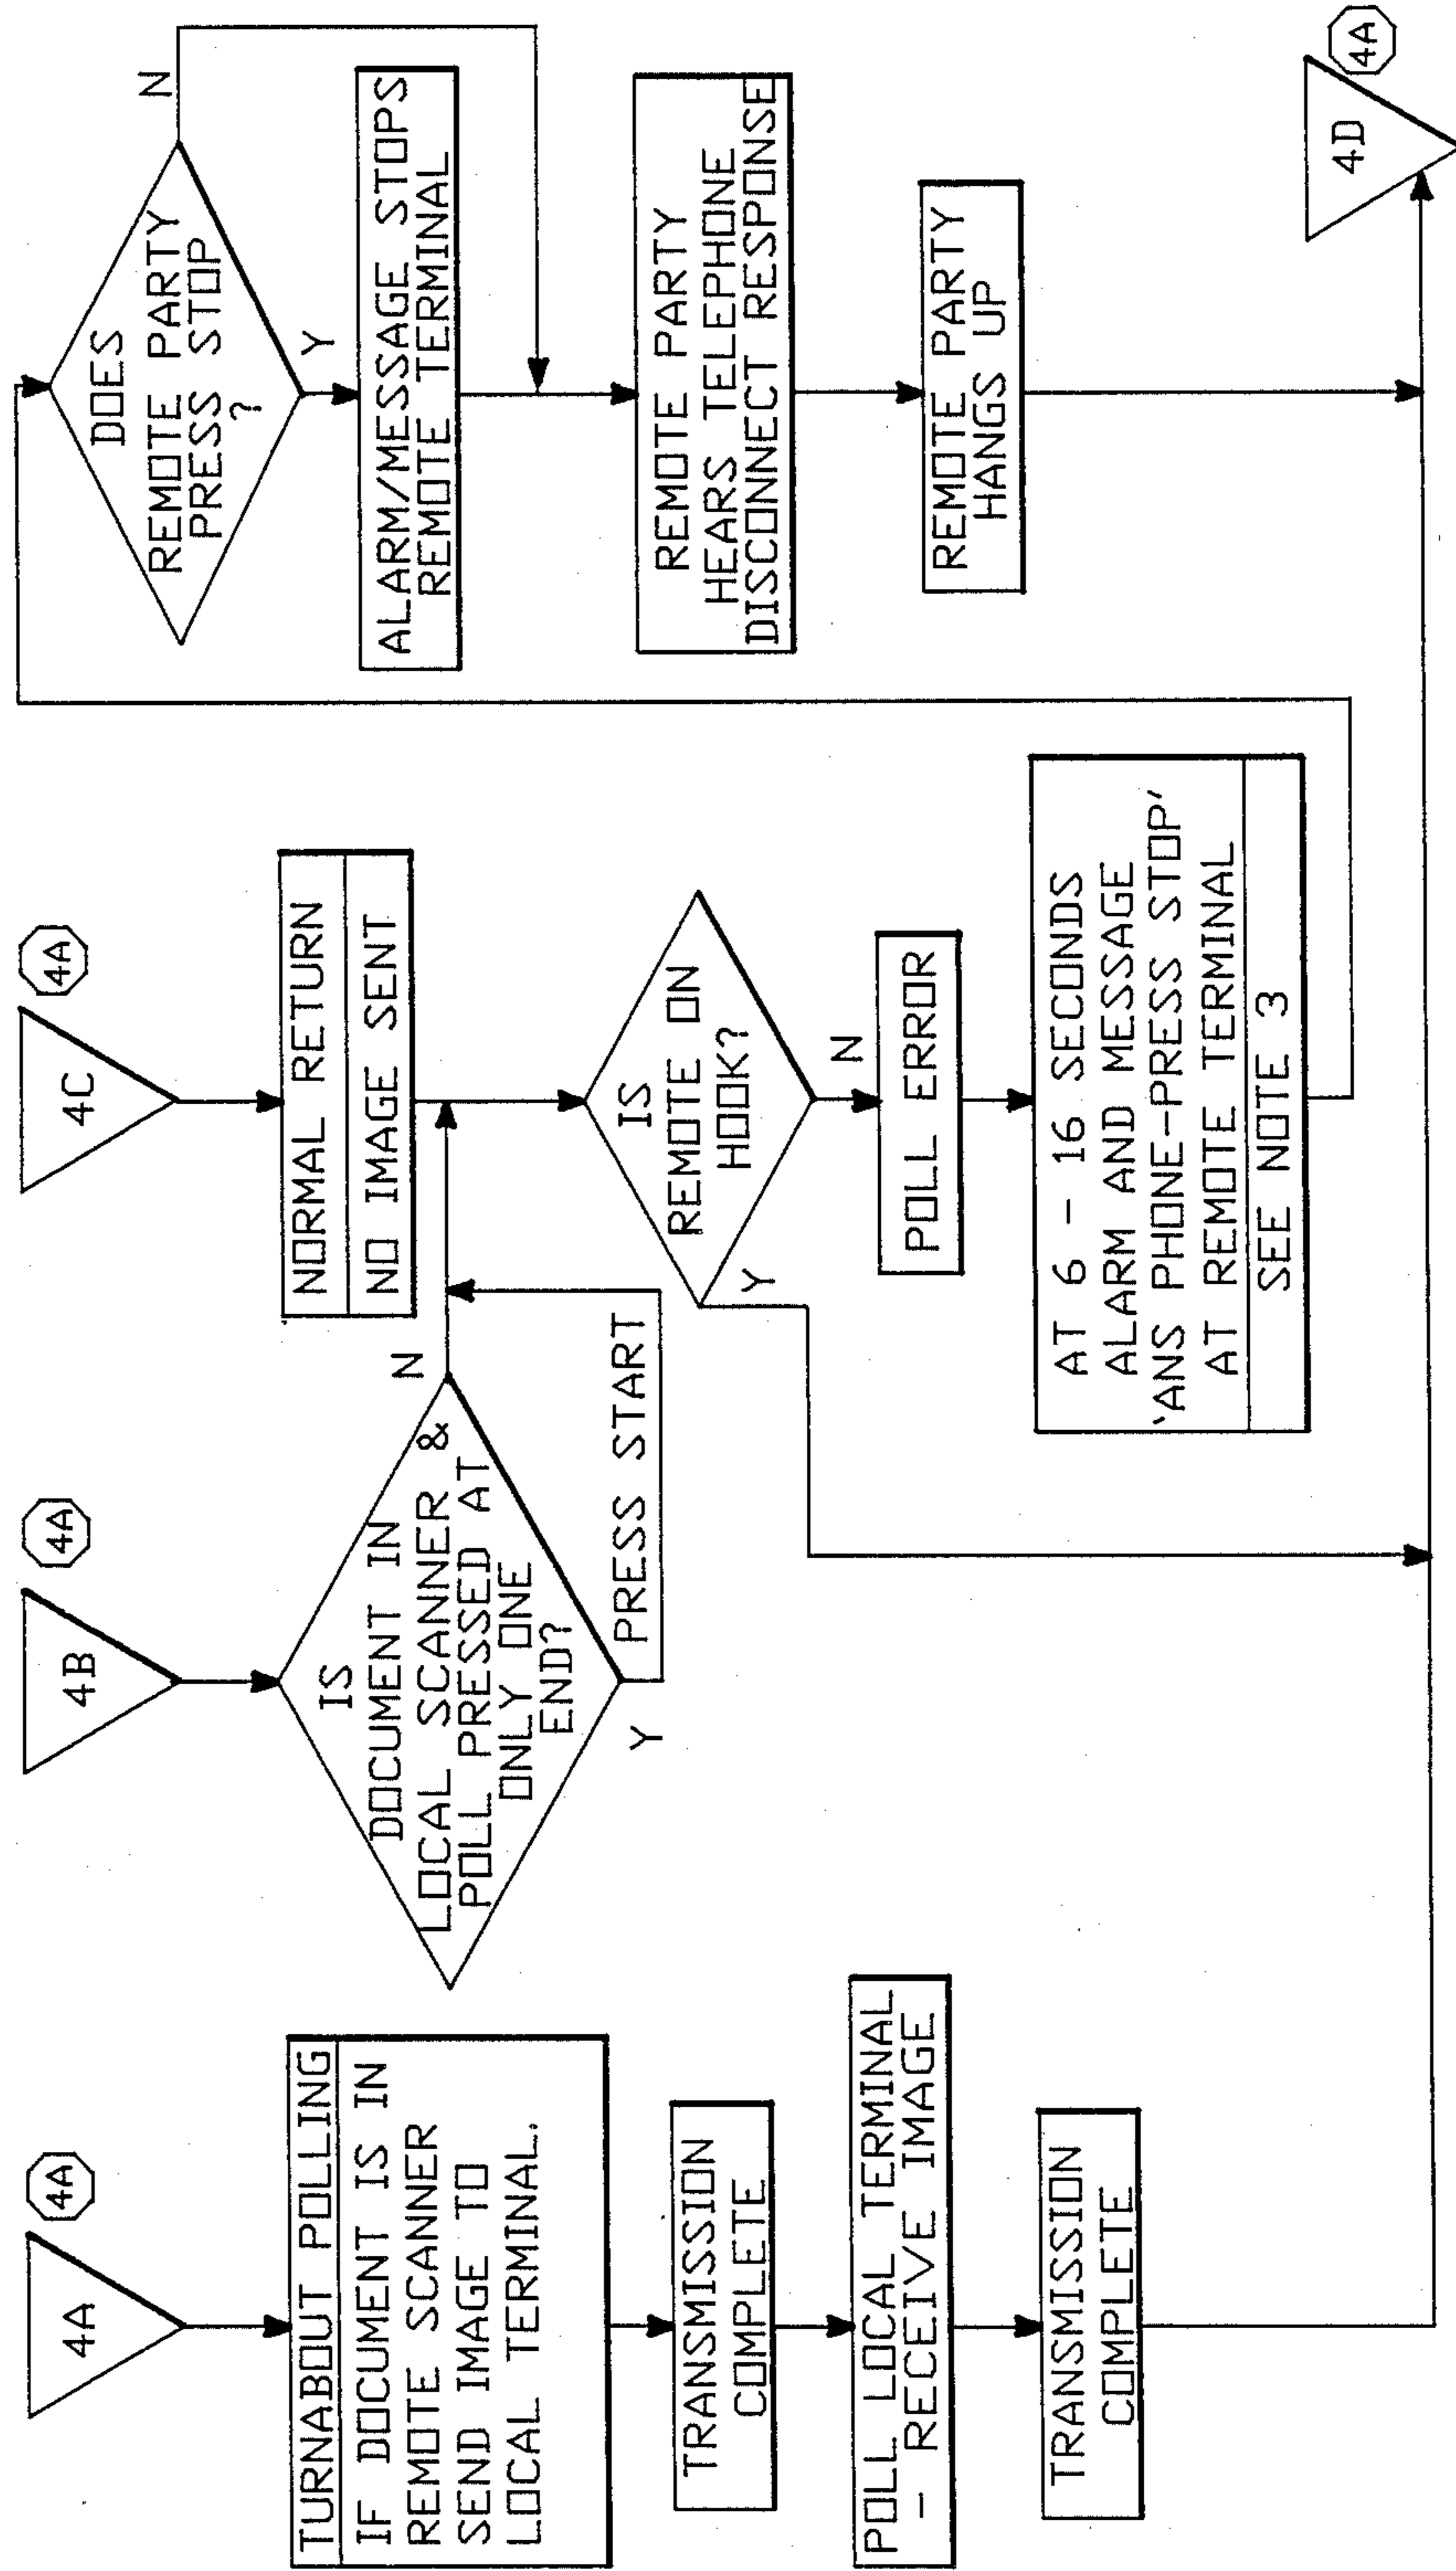 4A
4A
TURNABOUT POLLING
IF DOCUMENT IS IN
REMOTE SCANNER
SEND IMAGE TO
LOCAL TERMINAL.
TRANSMISSION
COMPLETE
POLL LOCAL TERMINAL
- RECEIVE IMAGE
TRANSMISSION
COMPLETE
4B
4A
IS
DOCUMENT IN
LOCAL SCANNER &
POLL PRESSED AT
ONLY ONE
END?
N
Y
PRESS START
4C
4A
NORMAL RETURN
NO IMAGE SENT
IS
REMOTE ON
HOOK?
Y
N
POLL ERROR
AT 6 - 16 SECONDS
ALARM AND MESSAGE
'ANS PHONE-PRESS STOP'
AT REMOTE TERMINAL
SEE NOTE 3
DOES
REMOTE PARTY
PRESS STOP
?
N
Y
ALARM/MESSAGE STOPS
REMOTE TERMINAL
REMOTE PARTY
HEARS TELEPHONE
DISCONNECT RESPONSE
REMOTE PARTY
HANGS UP
4D
4A